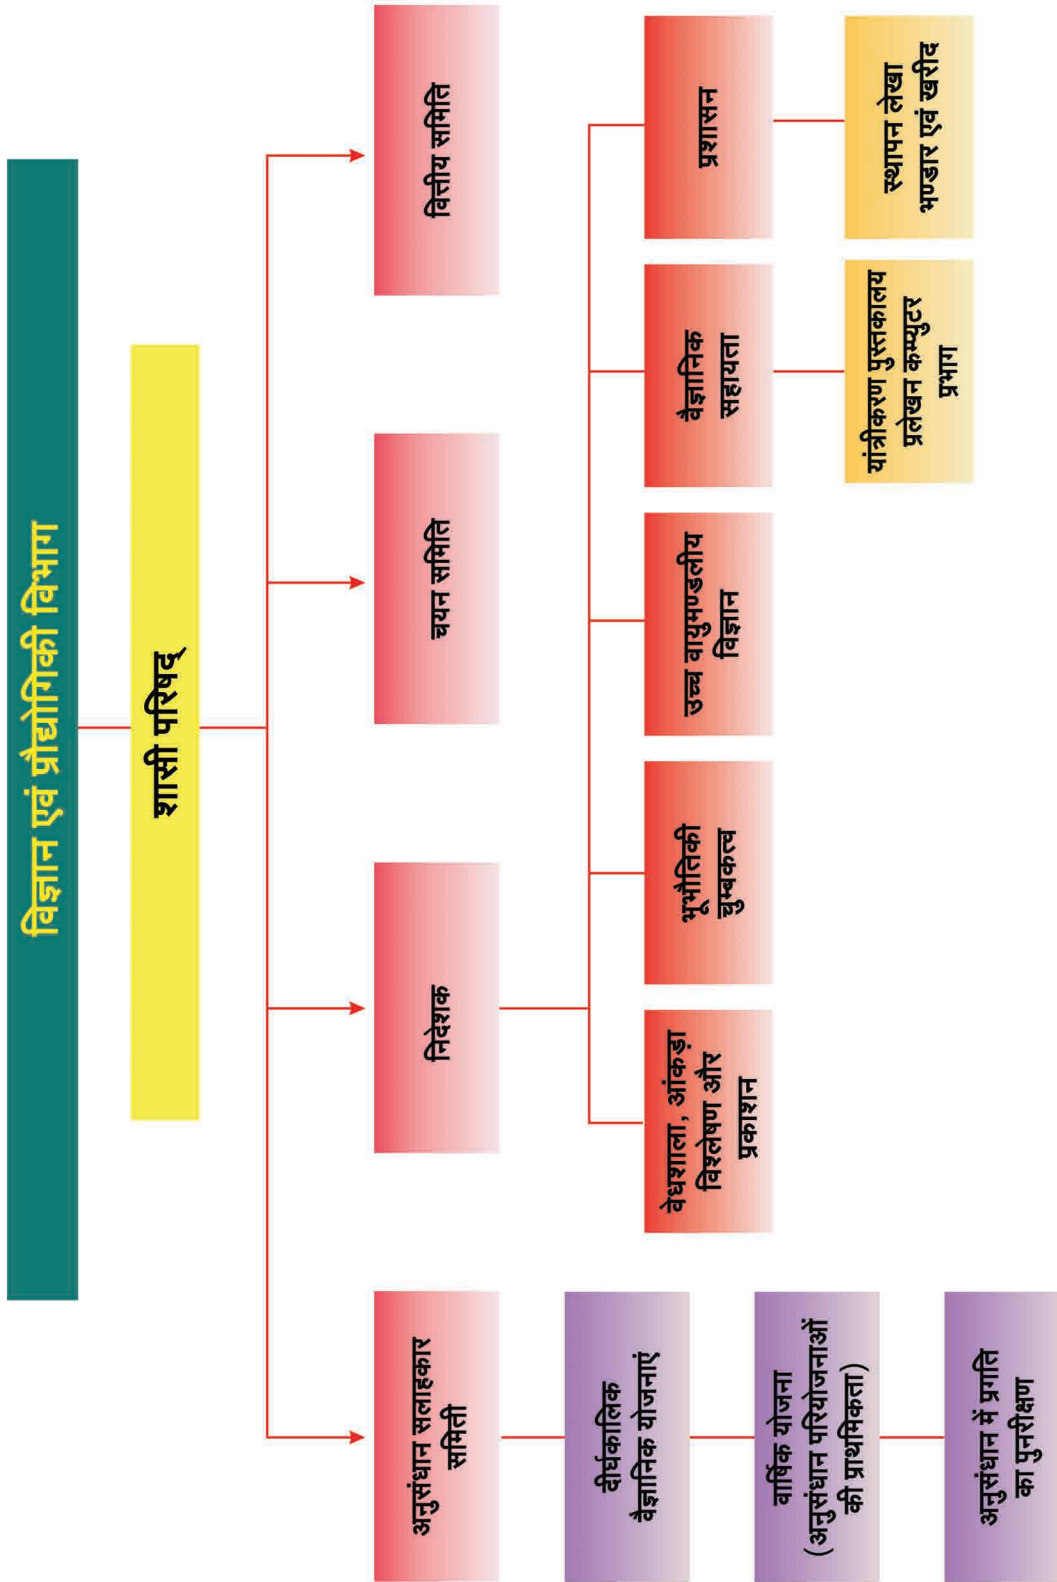 विज्ञान एवं प्रौद्योगिकी विभाग
शासी परिषद्
अनुसंधान सलाहकार
समिती
निदेशक
चयन समिति
वित्तीय समिति
दीर्घकालिक
वैज्ञानिक योजनाएं
वार्षिक योजना
(अनुसंधान परियोजनाओं
की प्राथमिकता)
अनुसंधान में प्रगति
का पुनरीक्षण
वेधशाला, आंकड़ा
विश्लेषण और
प्रकाशन
भूभौतिकी
चुम्बकत्व
उच्च वायुमण्डलीय
विज्ञान
वैज्ञानिक
सहायता
प्रशासन
यांत्रीकरण पुस्तकालय
प्रलेखन कम्प्युटर
प्रभाग
स्थापन लेखा
भण्डार एवं खरीद